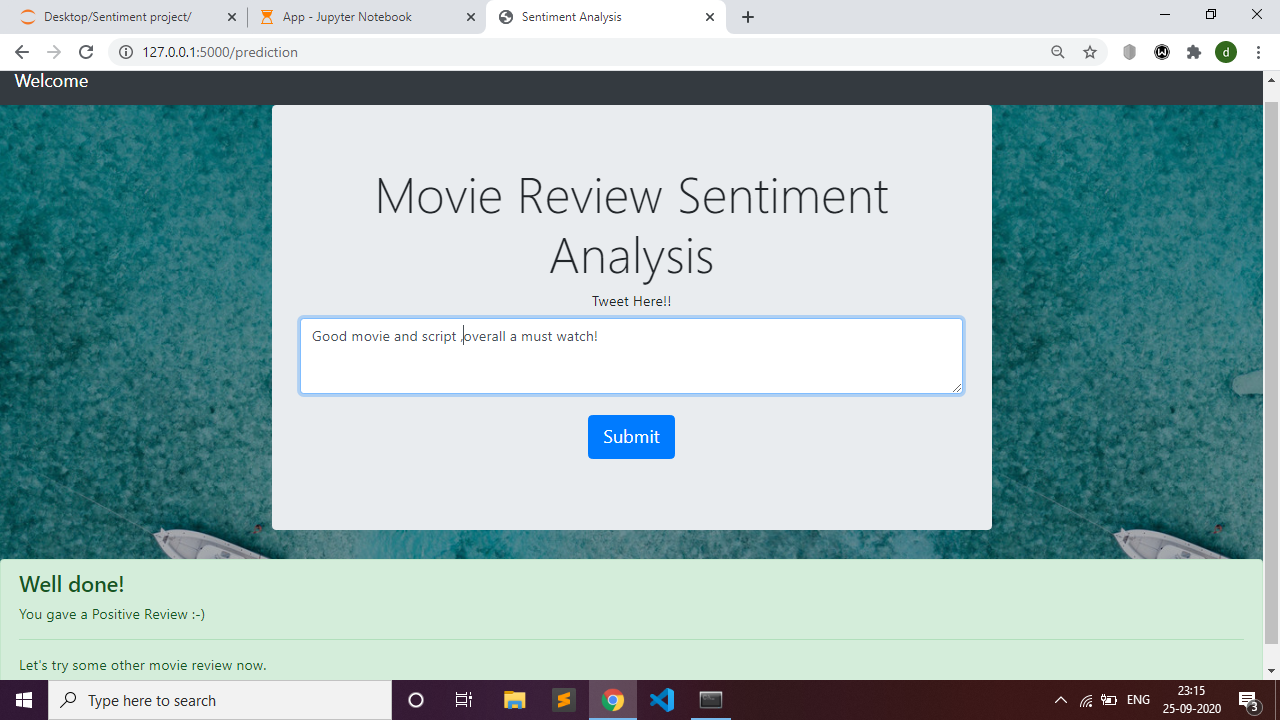 Desktop/Sentiment project/
App - Jupyter Notebook
Sentiment Analysis
127.0.0.1:5000/prediction
d
Welcome
Movie Review Sentiment
Analysis
Tweet Here!!
Good movie and script ,overall a must watch!
Submit
Well done!
You gave a Positive Review :-)
Let's try some other movie review now.
Type here to search
ENG
23:15
25-09-2020
3